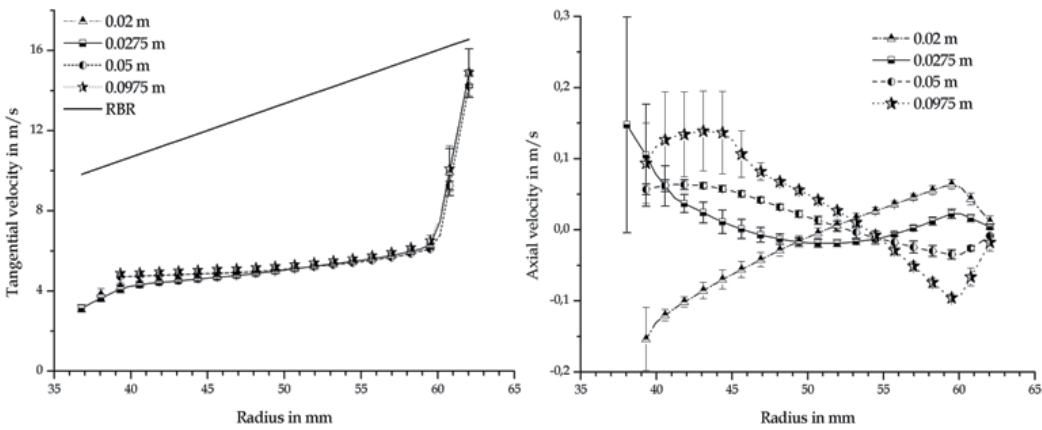 0.02 m
0.0275 m
0.05 m
0.0975 m
RBR
16
12
8
4
0
Tangential velocity in m/s
35
40
45
50
55
60
65
Radius in mm
0.02 m
0.0275 m
0.05 m
0.0975 m
0,3
0,2
0,1
0,0
-0,1
-0,2
Axial velocity in m/s
35
40
45
50
55
60
65
Radius in mm